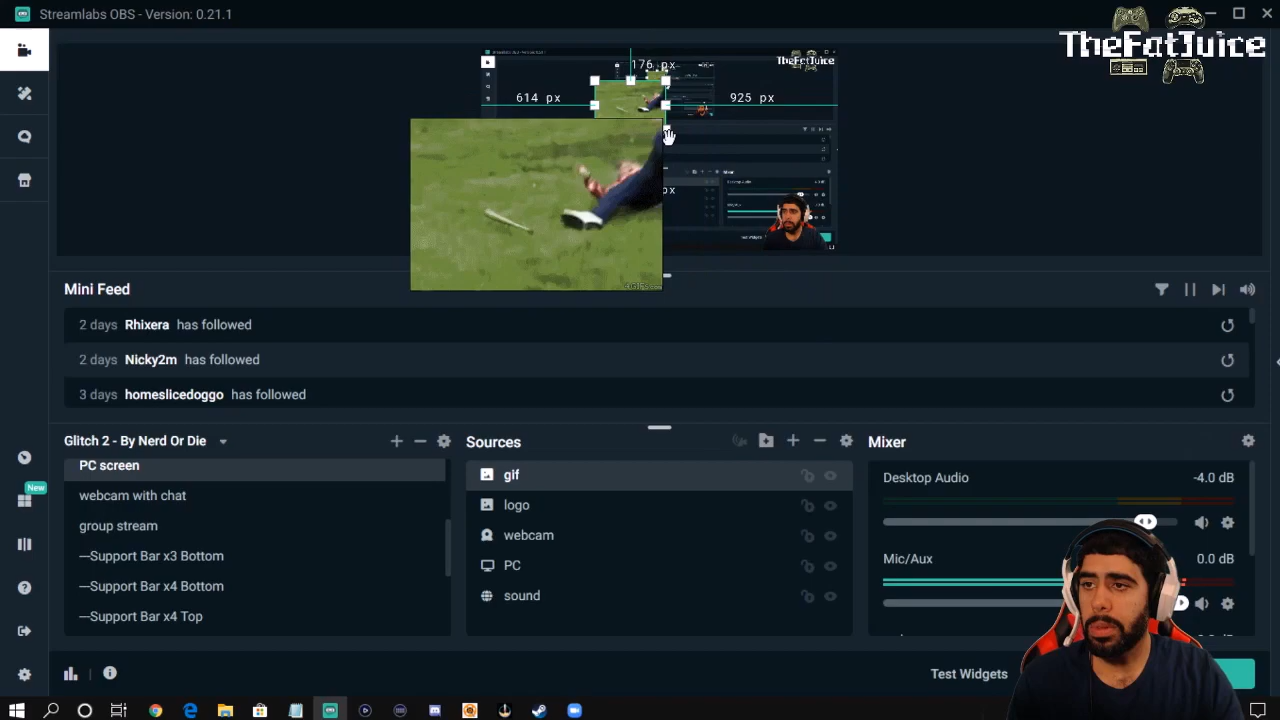 Streamlabs OBS - Version: 0.21.1
TheFatJuice
176 px
614 px
925 px
px
Mini Feed
2 days Rhixera has followed
2 days Nicky2m has followed
3 days homeslicedoggo has followed
Glitch 2 - By Nerd Or Die
Sources
Mixer
PC screen
webcam with chat
group stream
—Support Bar x3 Bottom
—Support Bar x4 Bottom
—Support Bar x4 Top
gif
logo
webcam
PC
sound
Desktop Audio -4.0 dB
Mic/Aux 0.0 dB
New
Test Widgets